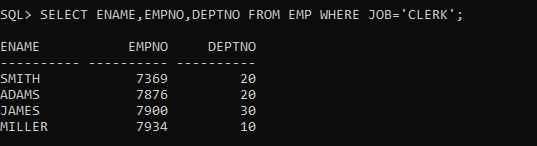 SQL> SELECT ENAME,EMPNO,DEPTNO FROM EMP WHERE JOB='CLERK';
ENAME           EMPNO     DEPTNO
---------- ---------- ----------
SMITH            7369         20
ADAMS            7876         20
JAMES            7900         30
MILLER           7934         10